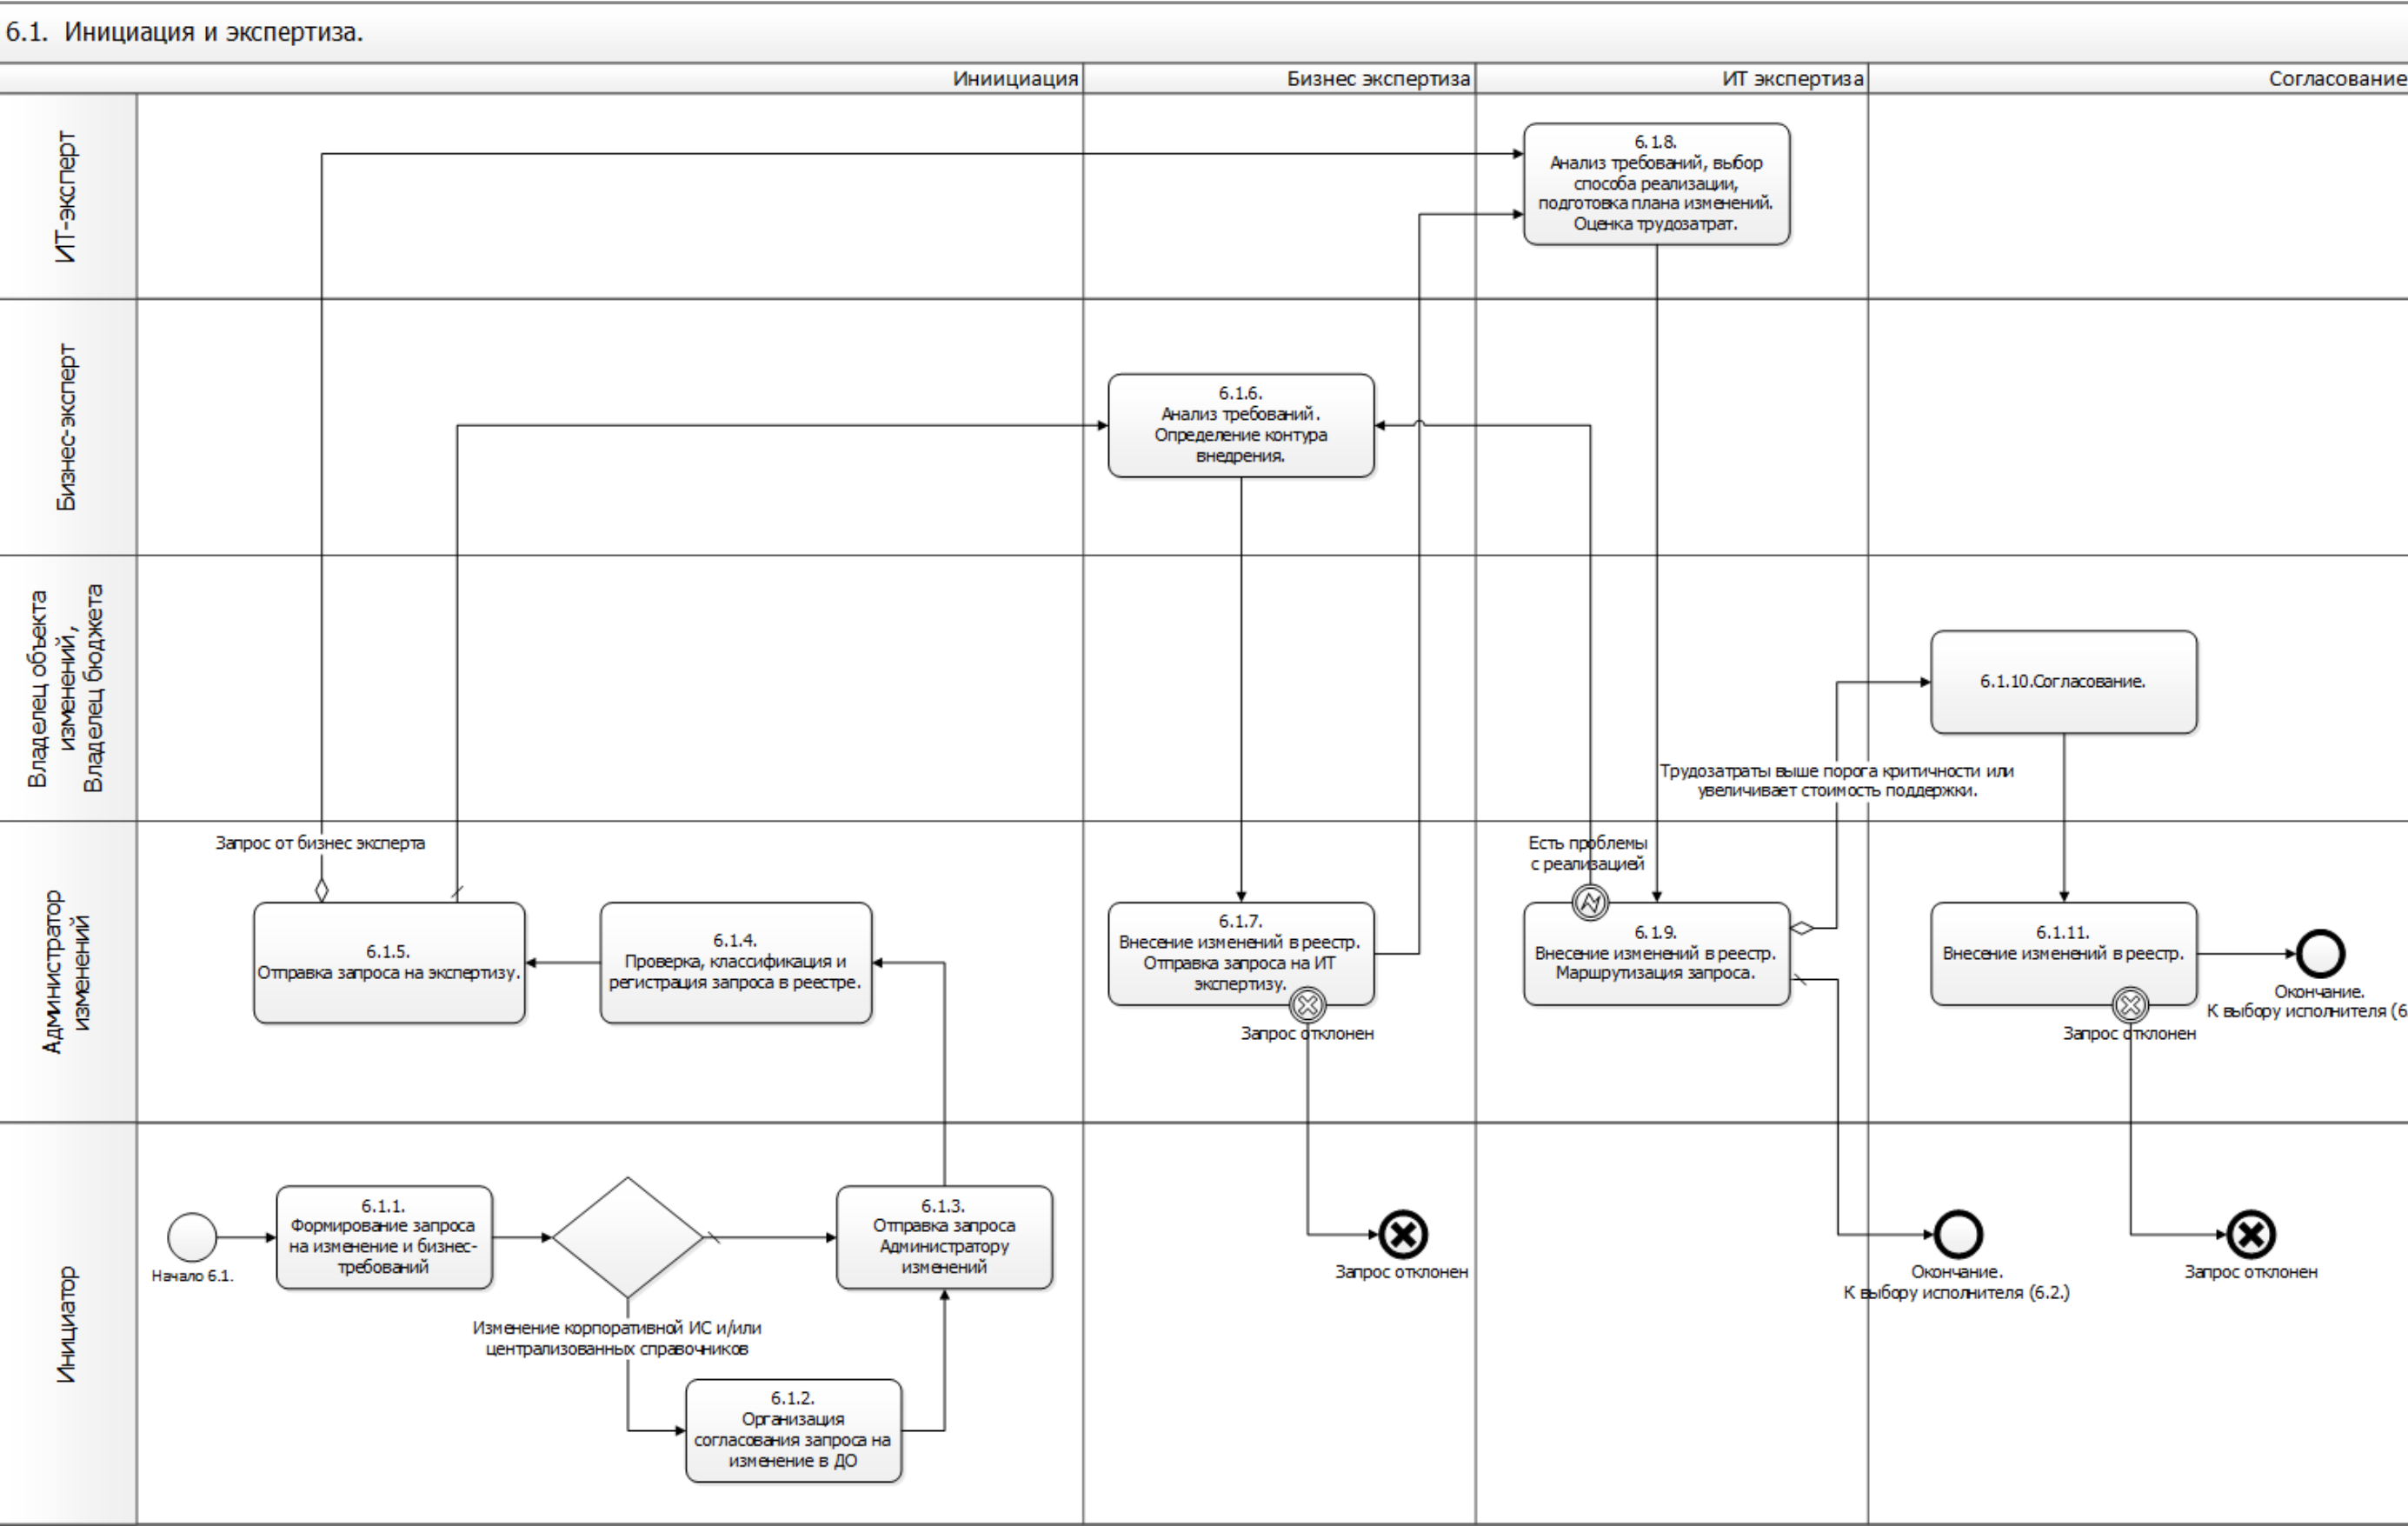 6.1. Инициация и экспертиза.
Иниициация
Бизнес экспертиза
ИТ экспертиза
Согласование
ИТ-эксперт
6.1.8.
Анализ требований, выбор
способа реализации,
подготовка плана изменений.
Оценка трудозатрат.
Бизнес-эксперт
6.1.6.
Анализ требований.
Определение контура
внедрения.
Владелец объекта
изменений,
Владелец бюджета
6.1.10.Согласование.
Трудозатраты выше порога критичности или
увеличивает стоимость поддержки.
Администратор
изменений
Запрос от бизнес эксперта
6.1.5.
Отправка запроса на экспертизу.
6.1.4.
Проверка, классификация и
регистрация запроса в реестре.
6.1.7.
Внесение изменений в реестр.
Отправка запроса на ИТ
экспертизу.
Запрос отклонен
Есть проблемы
с реализацией
6.1.9.
Внесение изменений в реестр.
Маршрутизация запроса.
6.1.11.
Внесение изменений в реестр.
Запрос отклонен
Окончание.
К выбору исполнителя (6
Инициатор
Начало 6.1.
6.1.1.
Формирование запроса
на изменение и бизнес-
требований
6.1.3.
Отправка запроса
Администратору
изменений
Изменение корпоративной ИС и/или
централизованных справочников
6.1.2.
Организация
согласования запроса на
изменение в ДО
Запрос отклонен
Окончание.
К выбору исполнителя (6.2.)
Запрос отклонен